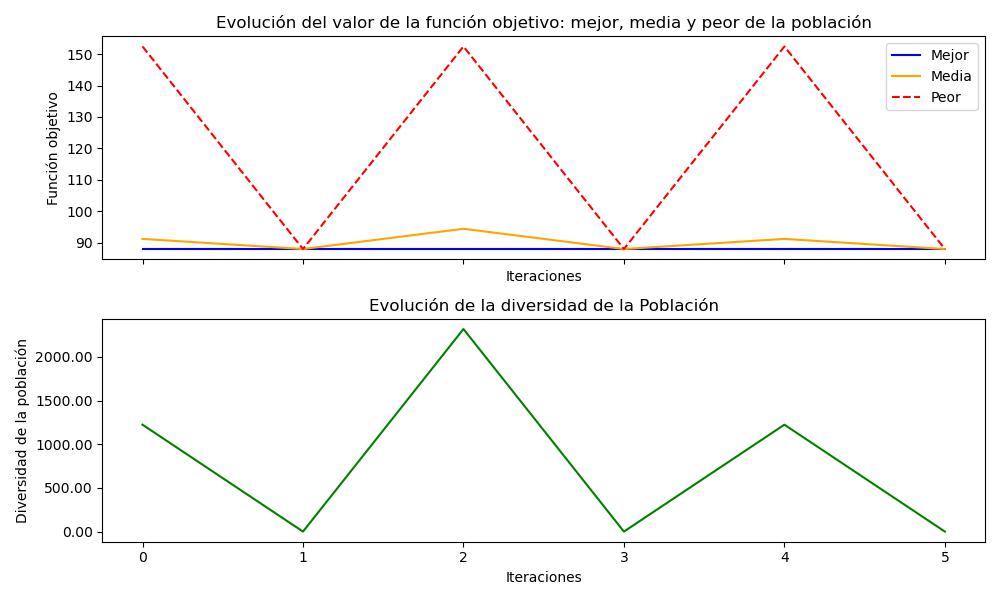 Evolución del valor de la función objetivo: mejor, media y peor de la población
150
140
130
120
110
100
90
Función objetivo
Mejor
Media
Peor
Iteraciones
Evolución de la diversidad de la Población
2000.00
1500.00
1000.00
500.00
0.00
Diversidad de la población
0 1 2 3 4 5
Iteraciones